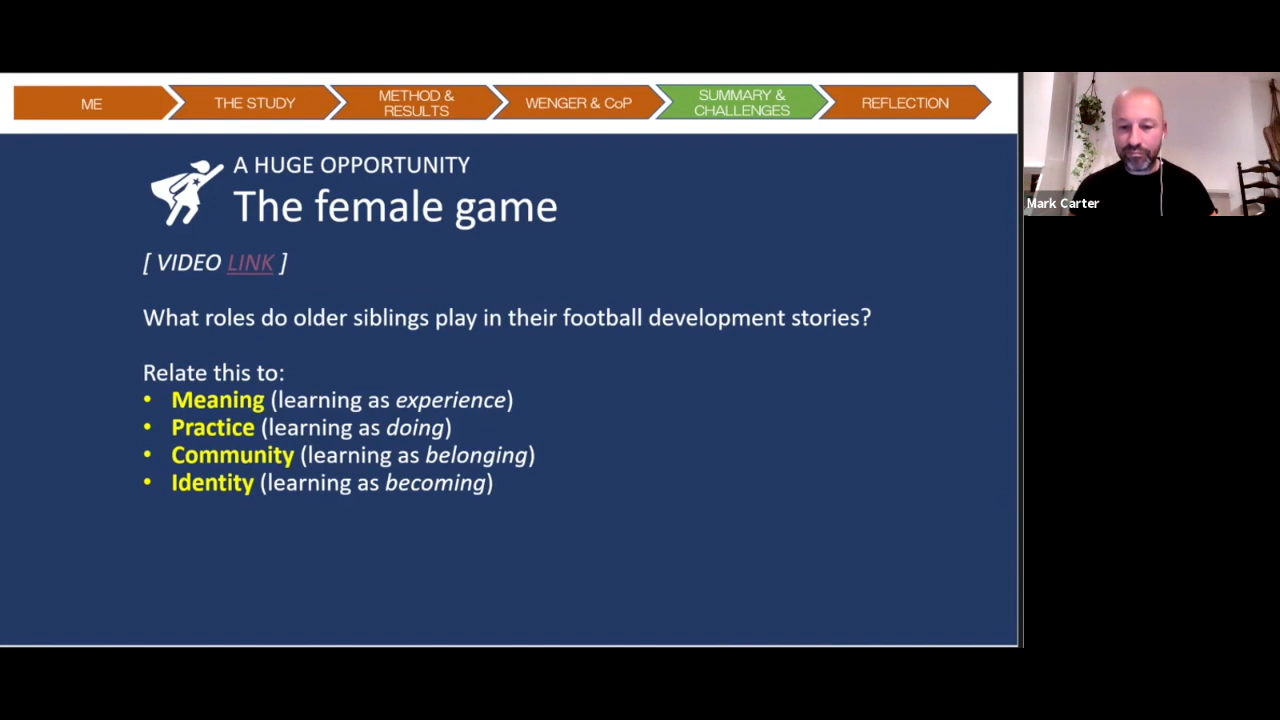 ME
THE STUDY
METHOD &
RESULTS
WENGER & CoP
SUMMARY &
CHALLENGES
REFLECTION
A HUGE OPPORTUNITY
The female game
[ VIDEO LINK ]
What roles do older siblings play in their football development stories?
Relate this to:
• Meaning (learning as experience)
• Practice (learning as doing)
• Community (learning as belonging)
• Identity (learning as becoming)
Mark Carter